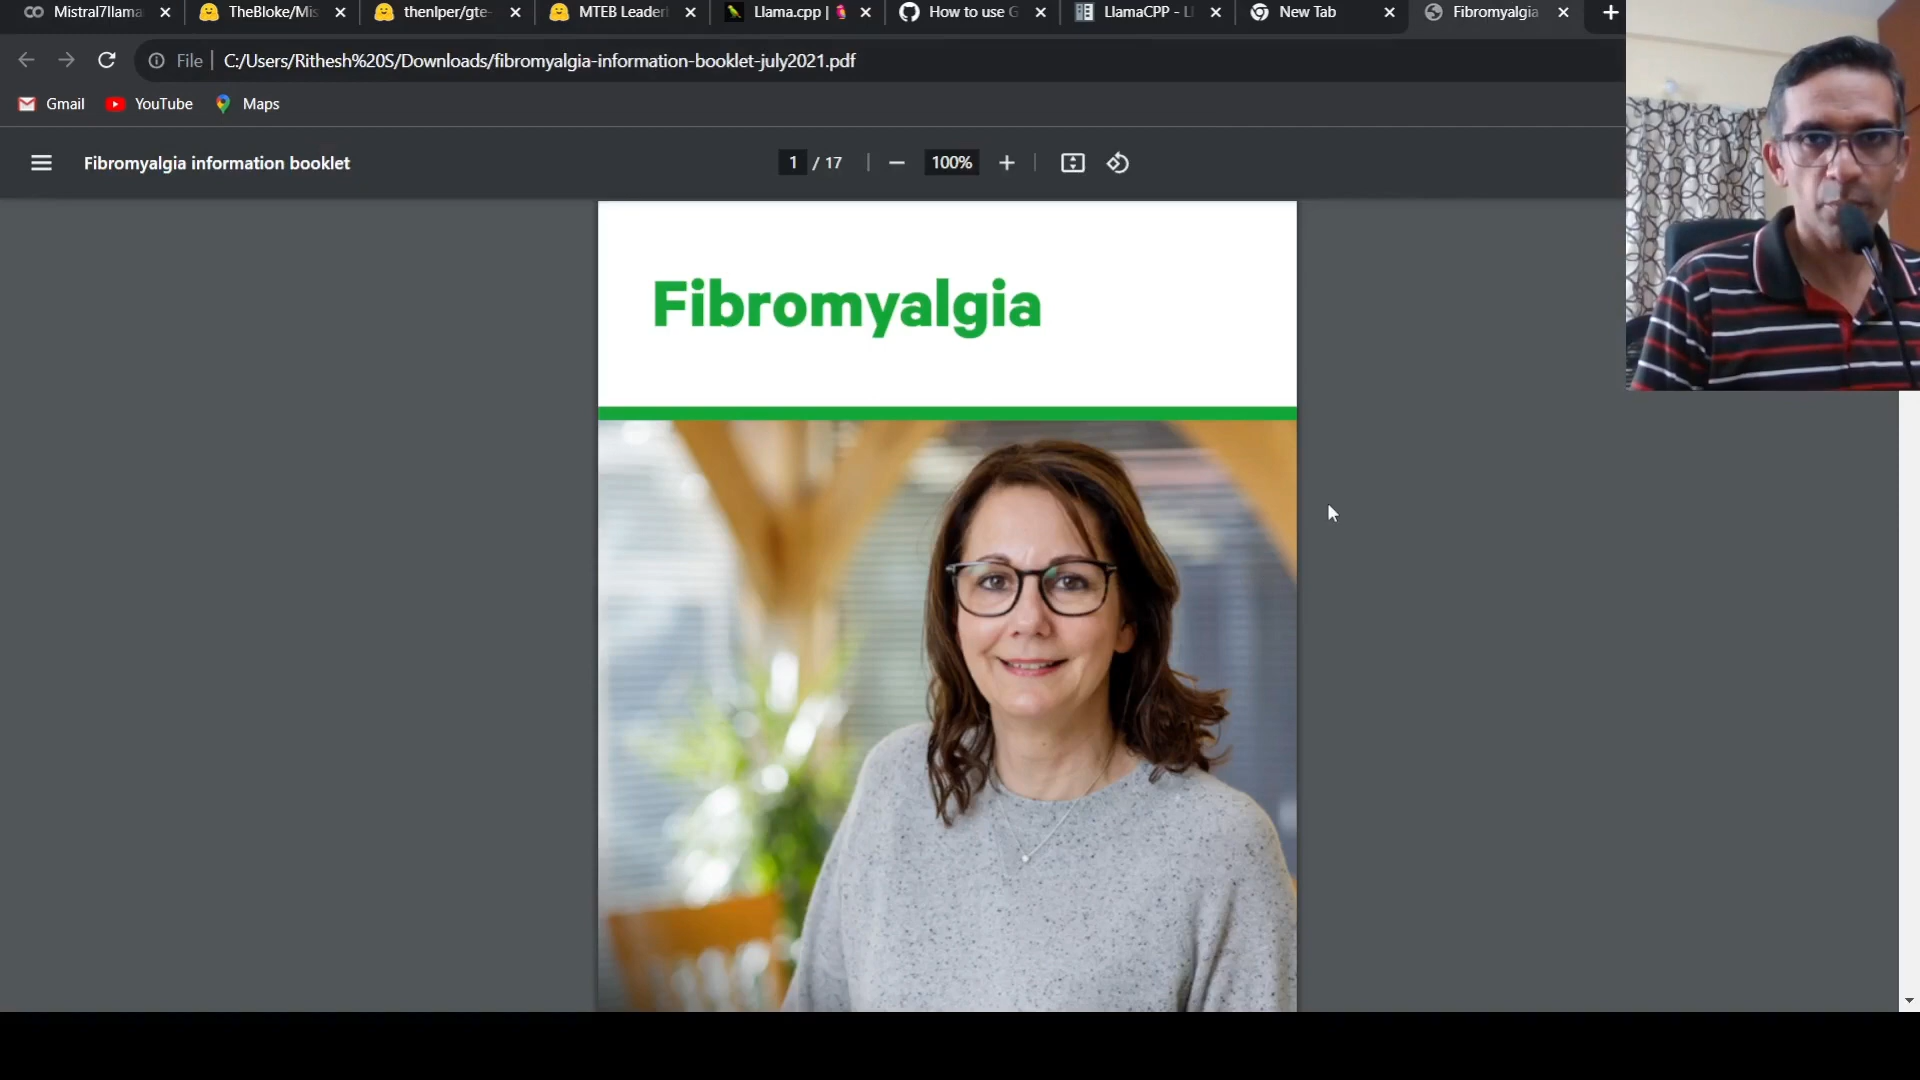 Mistral7llama
TheBloke/Mis
thenlper/gte-
MTEB Leader
Llama.cpp |
How to use G
LlamaCPP - Ll
New Tab
Fibromyalgia
File
C:/Users/Rithesh%20S/Downloads/fibromyalgia-information-booklet-july2021.pdf
Gmail
YouTube
Maps
Fibromyalgia information booklet
1 / 17
100%
Fibromyalgia